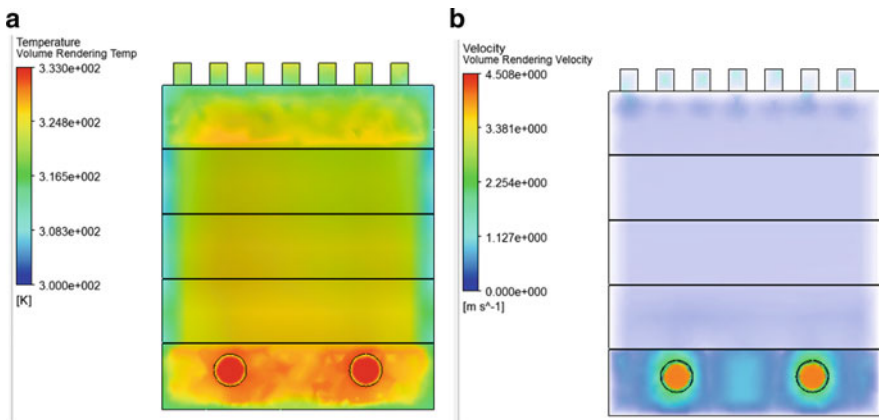 a
Temperature
Volume Rendering Temp
3.330e+002
3.248e+002
3.165e+002
3.083e+002
3.000e+002
[K]
b
Velocity
Volume Rendering Velocity
4.508e+000
3.381e+000
2.254e+000
1.127e+000
0.000e+000
[m s^-1]